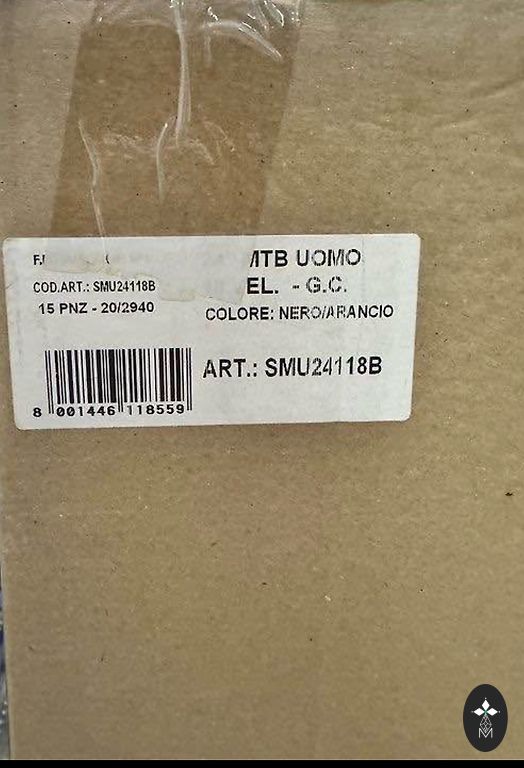 MTB UOMO
COD.ART.: SMU24118B
EL. - G.C.
15 PNZ - 20/2940
COLORE: NERO/ARANCIO
ART.: SMU24118B
8 001446 118559
M